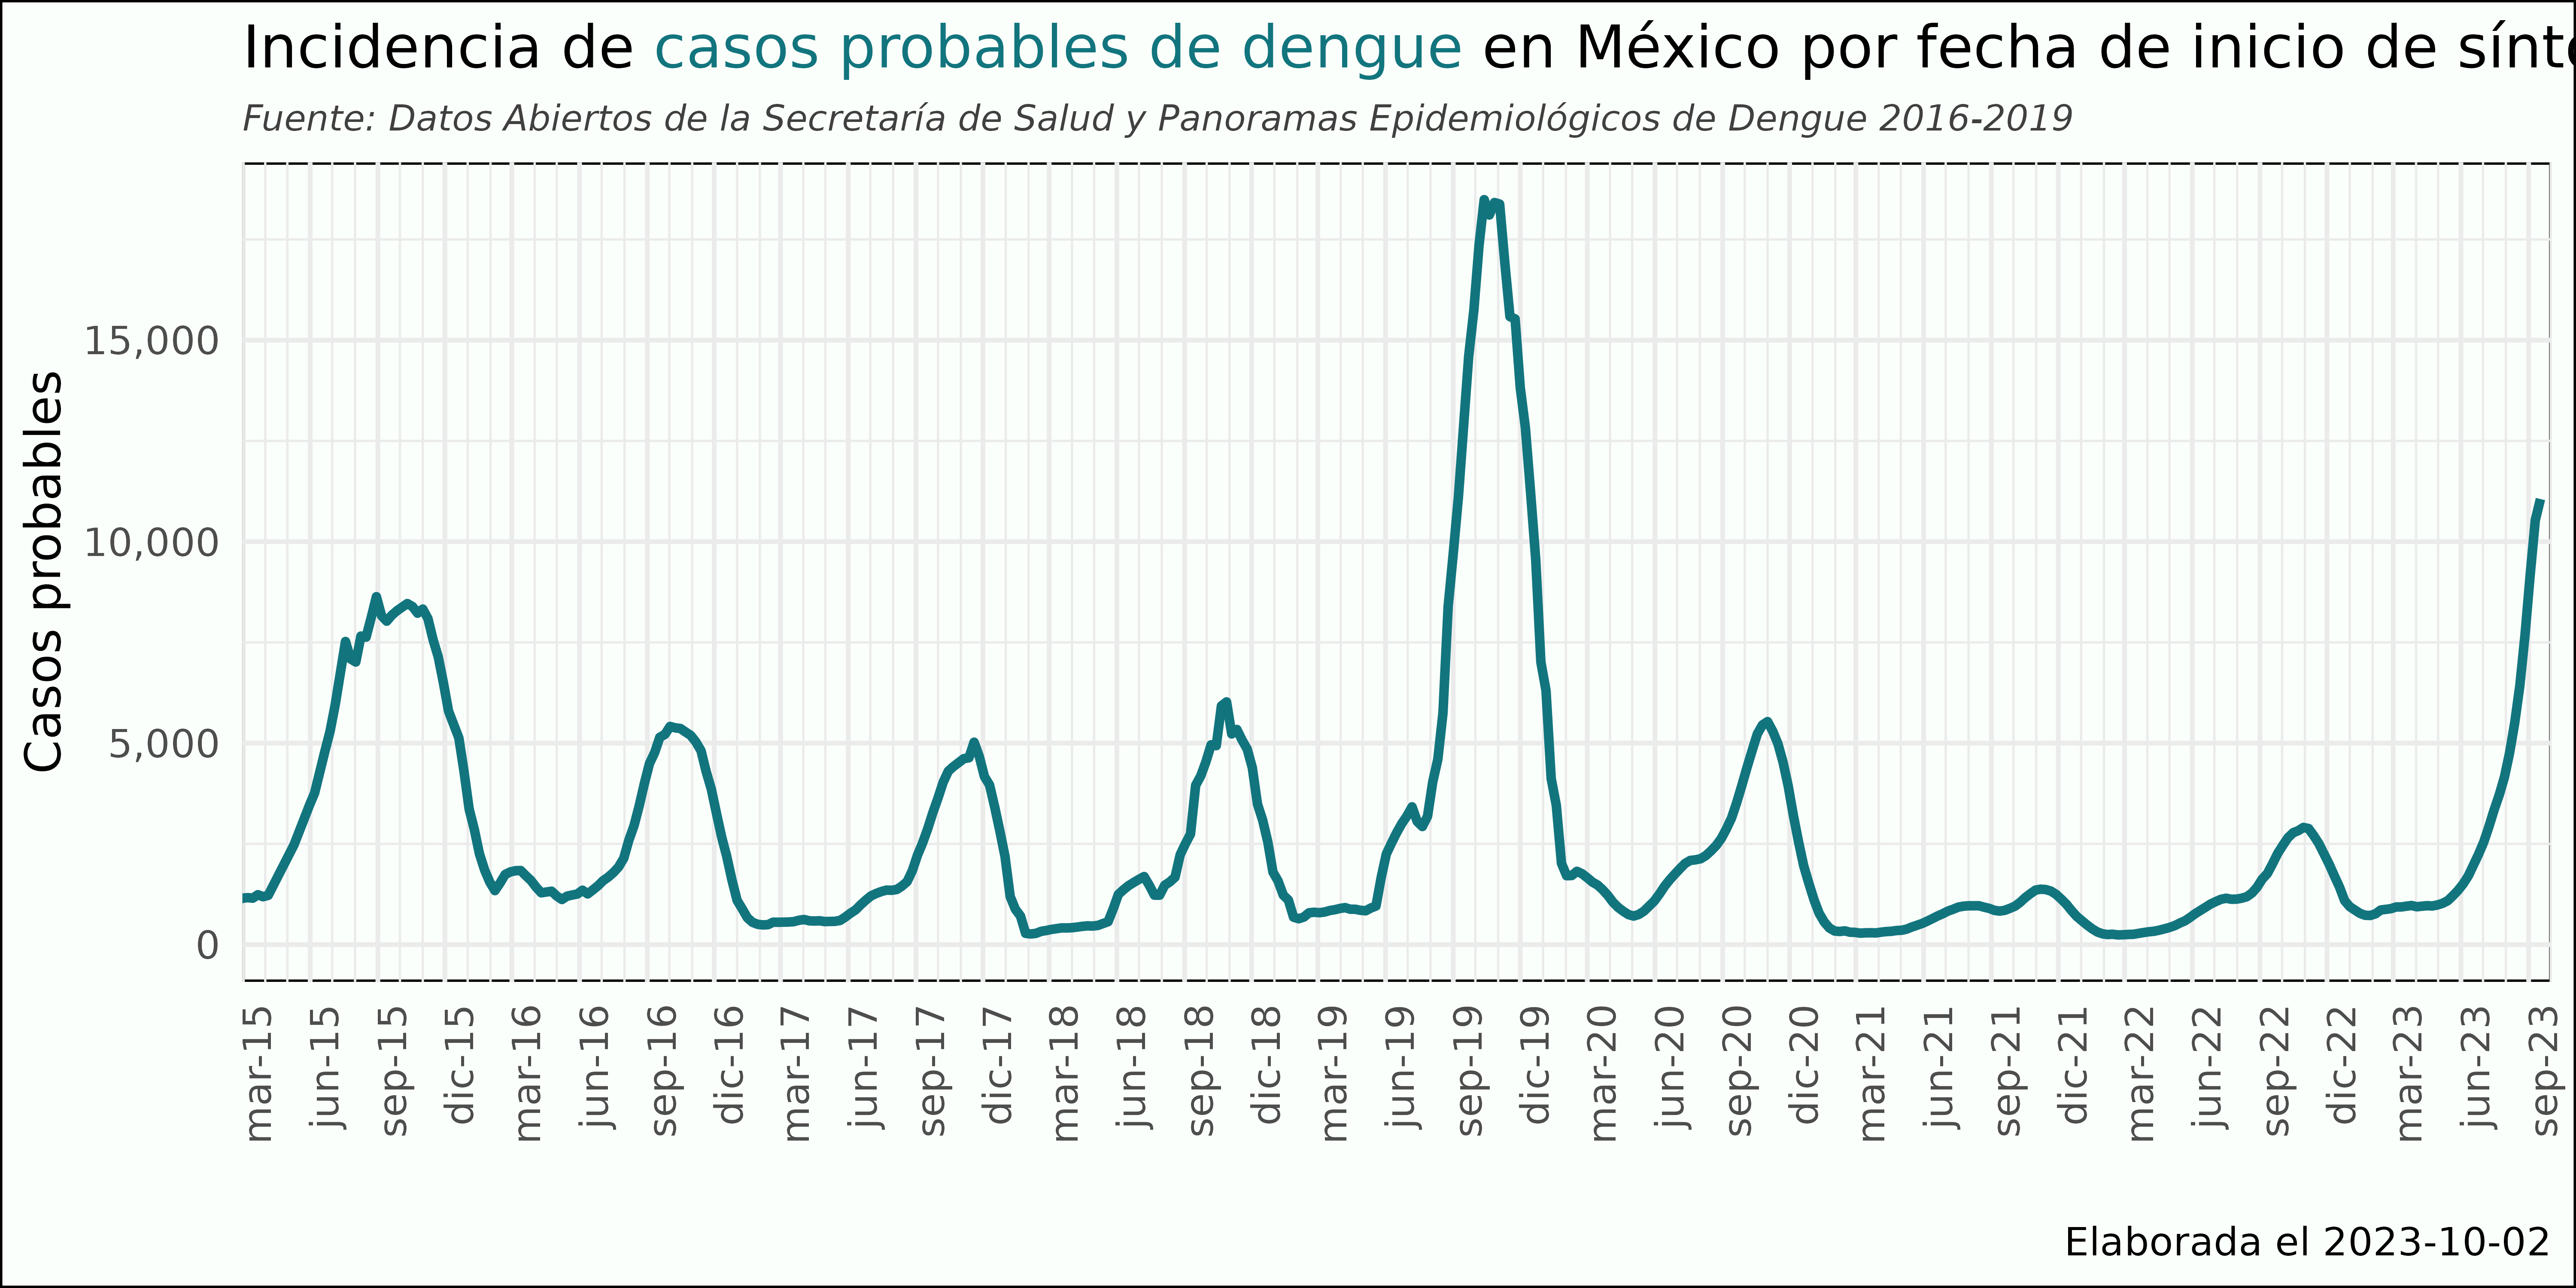 Incidencia de casos probables de dengue en México por fecha de inicio de sínt
Fuente: Datos Abiertos de la Secretaría de Salud y Panoramas Epidemiológicos de Dengue 2016-2019
Casos probables
15,000
10,000
5,000
0
mar-15
jun-15
sep-15
dic-15
mar-16
jun-16
sep-16
dic-16
mar-17
jun-17
sep-17
dic-17
mar-18
jun-18
sep-18
dic-18
mar-19
jun-19
sep-19
dic-19
mar-20
jun-20
sep-20
dic-20
mar-21
jun-21
sep-21
dic-21
mar-22
jun-22
sep-22
dic-22
mar-23
jun-23
sep-23
Elaborada el 2023-10-02